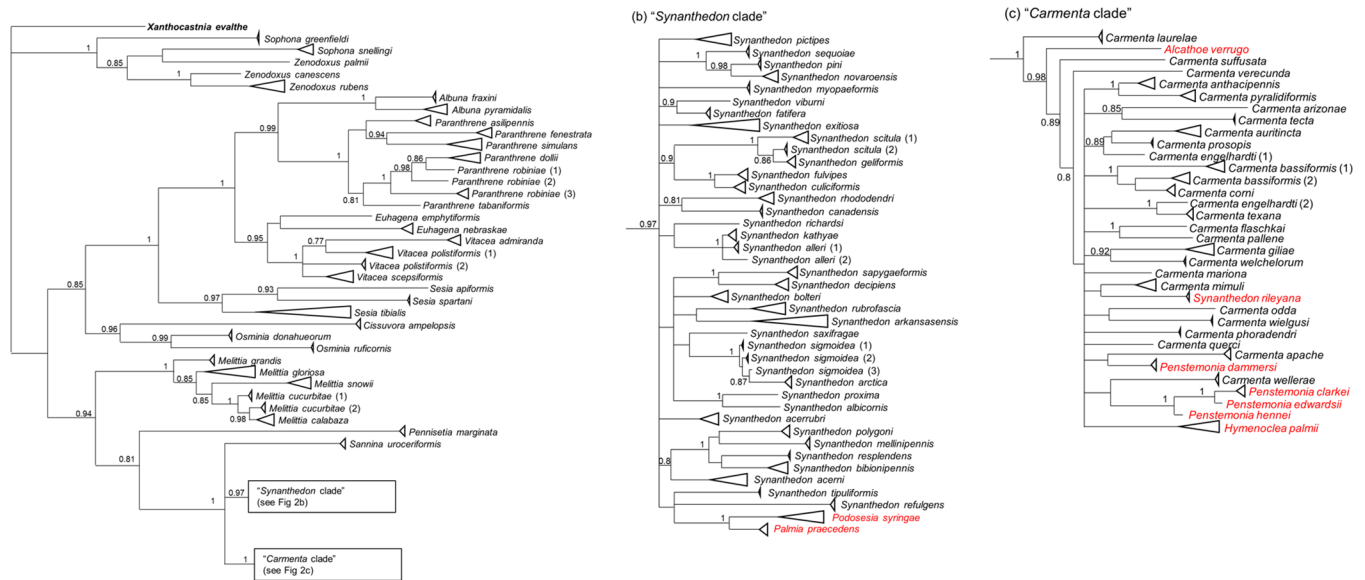 Xanthocastnia evalthe
Sophona greenfieldi
1
Sophona snellingi
0.85
Zenodoxus palmii
Zenodoxus canescens
1
Zenodoxus rubens
Albuna fraxini
1
Albuna pyramidalis
Paranthrene asilipennis
0.99
Paranthrene fenestrata
0.94
Paranthrene simulans
1
Paranthrene dollii
0.86
Paranthrene robiniae (1)
0.98
Paranthrene robiniae (2)
1
Paranthrene robiniae (3)
0.81
Paranthrene tabaniformis
Euhagena emphytiformis
Euhagena nebraskae
1
0.95
Vitacea admiranda
0.77
Vitacea polistiformis (1)
Vitacea polistiformis (2)
1
Vitacea scepsiformis
Sesia apiformis
0.93
Sesia spartani
0.97
Sesia tibialis
0.85
Cissuvora ampelopsis
0.96
Osminia donahueorum
0.99
Osminia ruficornis
Melittia grandis
1
Melittia gloriosa
0.85
Melittia snowii
0.85
Melittia cucurbitae (1)
Melittia cucurbitae (2)
0.98
Melittia calabaza
0.94
Pennisetia marginata
0.81
Sannina uroceriformis
1
0.97
"Synanthedon clade"
(see Fig 2b)
1
"Carmenta clade"
(see Fig 2c)
(b) "Synanthedon clade"
Synanthedon pictipes
Synanthedon sequoiae
1
Synanthedon pini
0.98
Synanthedon novaroensis
Synanthedon myopaeformis
Synanthedon viburni
0.9
Synanthedon fatifera
Synanthedon exitiosa
Synanthedon scitula (1)
1
Synanthedon scitula (2)
0.86
Synanthedon geliformis
0.9
Synanthedon fulvipes
1
Synanthedon culiciformis
Synanthedon rhododendri
0.81
Synanthedon canadensis
0.97
Synanthedon richardsi
Synanthedon kathyae
Synanthedon alleri (1)
1
Synanthedon alleri (2)
Synanthedon sapygaeformis
1
Synanthedon decipiens
Synanthedon bolteri
Synanthedon rubrofascia
1
Synanthedon arkansasensis
Synanthedon saxifragae
Synanthedon sigmoidea (1)
1
Synanthedon sigmoidea (2)
Synanthedon sigmoidea (3)
0.87
Synanthedon arctica
Synanthedon proxima
1
Synanthedon albicornis
Synanthedon acerrubri
Synanthedon polygoni
1
Synanthedon mellinipennis
Synanthedon resplendens
Synanthedon bibionipennis
0.8
Synanthedon acerni
Synanthedon tipuliformis
Synanthedon refulgens
Podosesia syringae
1
Palmia praecedens
(c) "Carmenta clade"
Carmenta laurelae
1
Alcathoe verrugo
Carmenta suffusata
0.98
Carmenta verecunda
Carmenta anthacipennis
1
Carmenta pyralidiformis
Carmenta arizonae
0.85
Carmenta tecta
0.89
Carmenta auritincta
0.89
Carmenta prosopis
Carmenta engelhardti (1)
0.8
Carmenta bassiformis (1)
Carmenta bassiformis (2)
1
Carmenta corni
Carmenta engelhardti (2)
1
Carmenta texana
Carmenta flaschkai
1
Carmenta pallene
Carmenta giliae
0.92
Carmenta welchelorum
Carmenta mariona
Carmenta mimuli
1
Synanthedon rileyana
Carmenta odda
Carmenta wielgusi
1
Carmenta phoradendri
Carmenta querci
Carmenta apache
1
Penstemonia dammersi
Carmenta wellerae
Penstemonia clarkei
1
Penstemonia edwardsii
1
Penstemonia hennei
Hymenoclea palmii